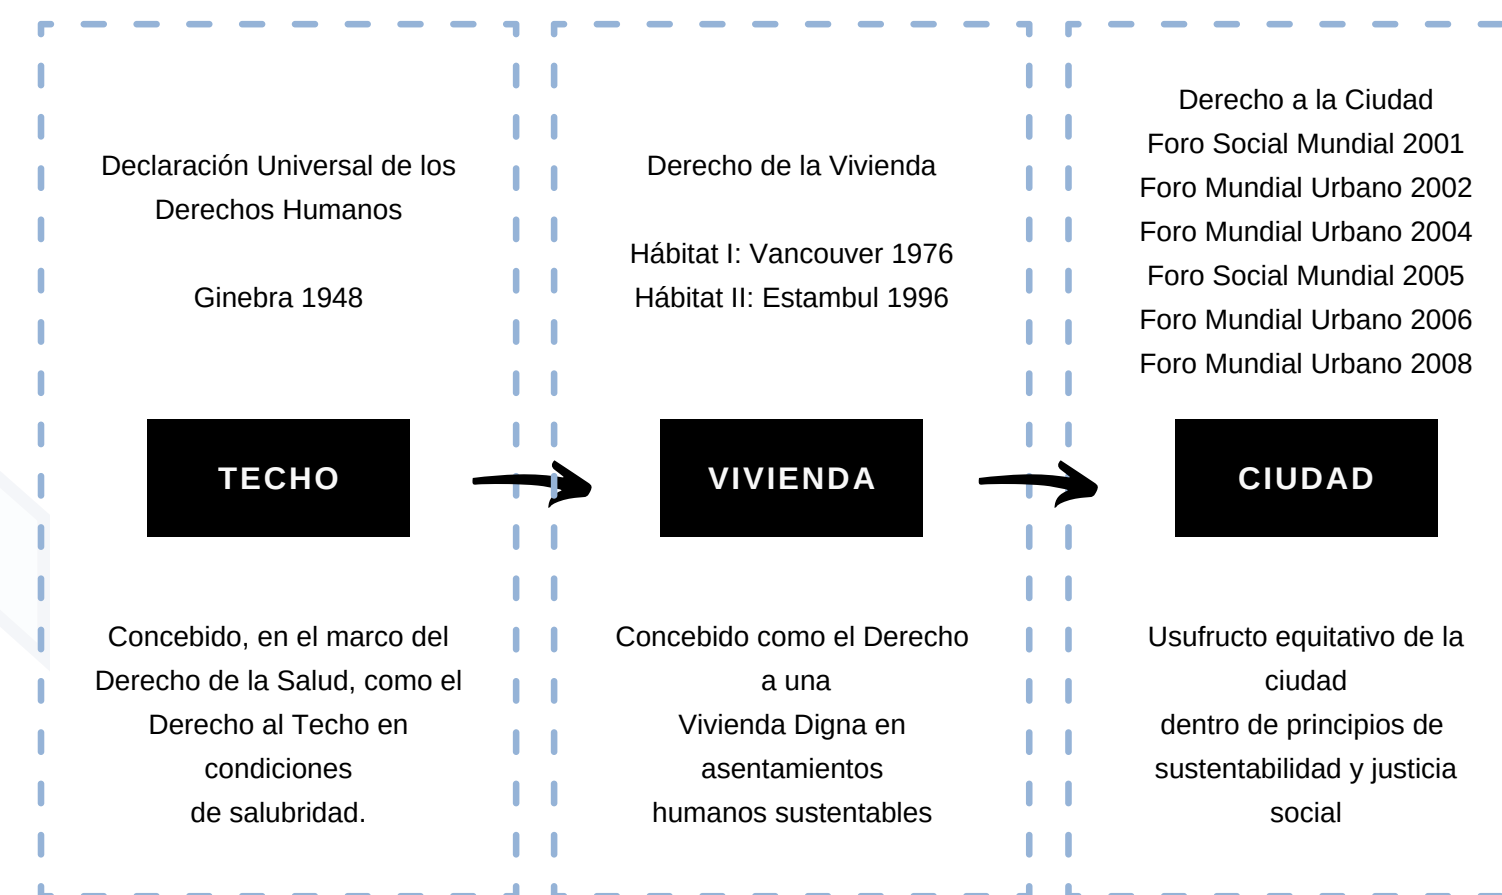 Declaración Universal de los
Derechos Humanos
Ginebra 1948
TECHO
Concebido, en el marco del
Derecho de la Salud, como el
Derecho al Techo en
condiciones
de salubridad.
Derecho de la Vivienda
Hábitat I: Vancouver 1976
Hábitat II: Estambul 1996
VIVIENDA
Concebido como el Derecho
a una
Vivienda Digna en
asentamientos
humanos sustentables
Derecho a la Ciudad
Foro Social Mundial 2001
Foro Mundial Urbano 2002
Foro Mundial Urbano 2004
Foro Social Mundial 2005
Foro Mundial Urbano 2006
Foro Mundial Urbano 2008
CIUDAD
Usufructo equitativo de la
ciudad
dentro de principios de
sustentabilidad y justicia
social